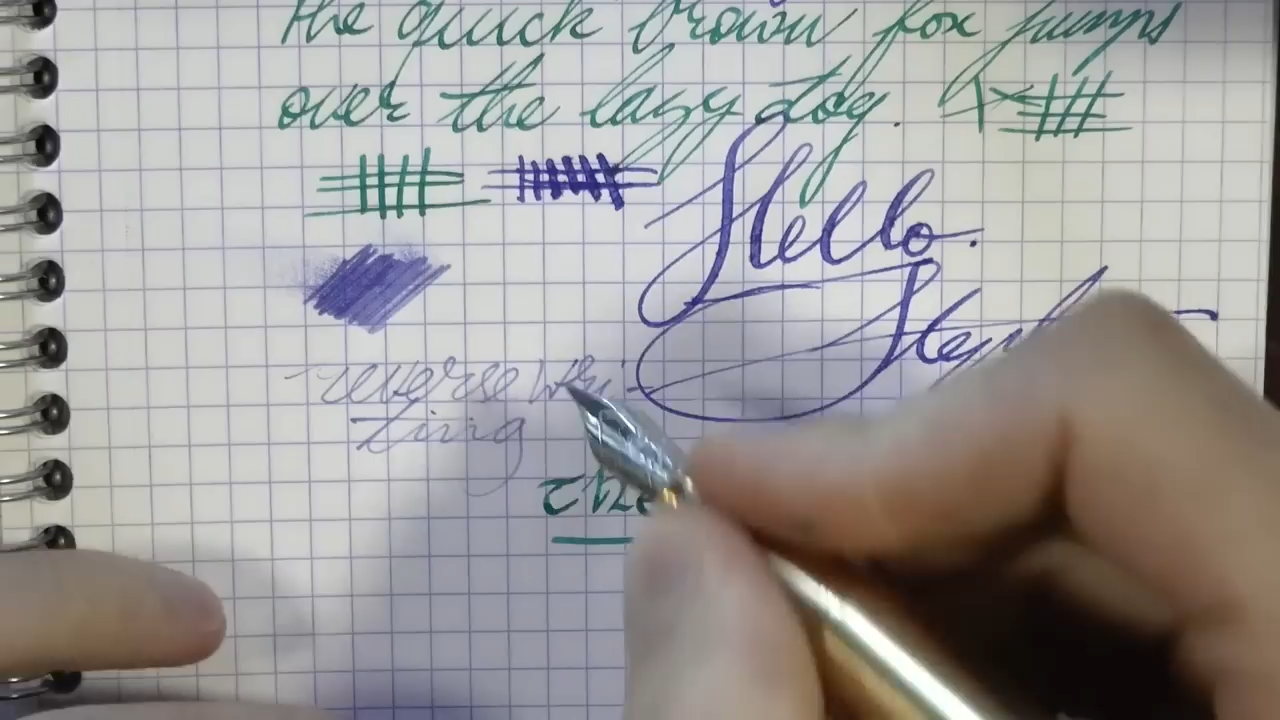 The quick brown fox jumps
over the lazy dog.
Hello.
reverse wri-
ting